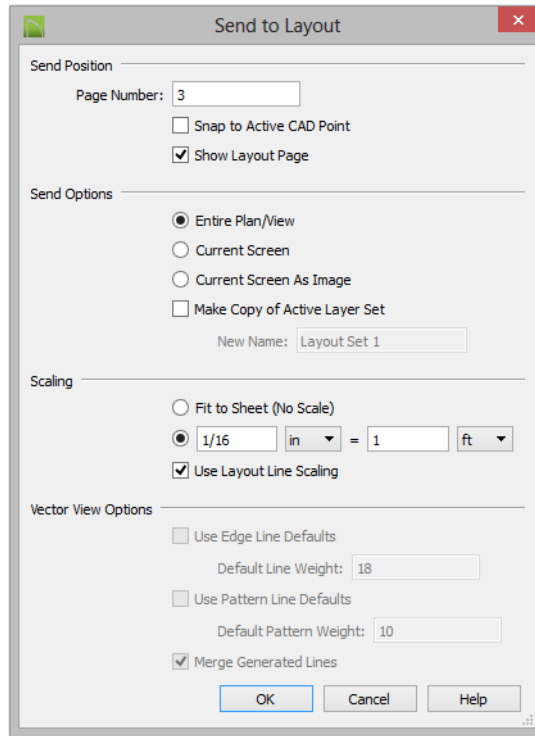 Send to Layout
Send Position
Page Number: 3
Snap to Active CAD Point
Show Layout Page
Send Options
Entire Plan/View
Current Screen
Current Screen As Image
Make Copy of Active Layer Set
New Name: Layout Set 1
Scaling
Fit to Sheet (No Scale)
1/16 in = 1 ft
Use Layout Line Scaling
Vector View Options
Use Edge Line Defaults
Default Line Weight: 18
Use Pattern Line Defaults
Default Pattern Weight: 10
Merge Generated Lines
OK Cancel Help